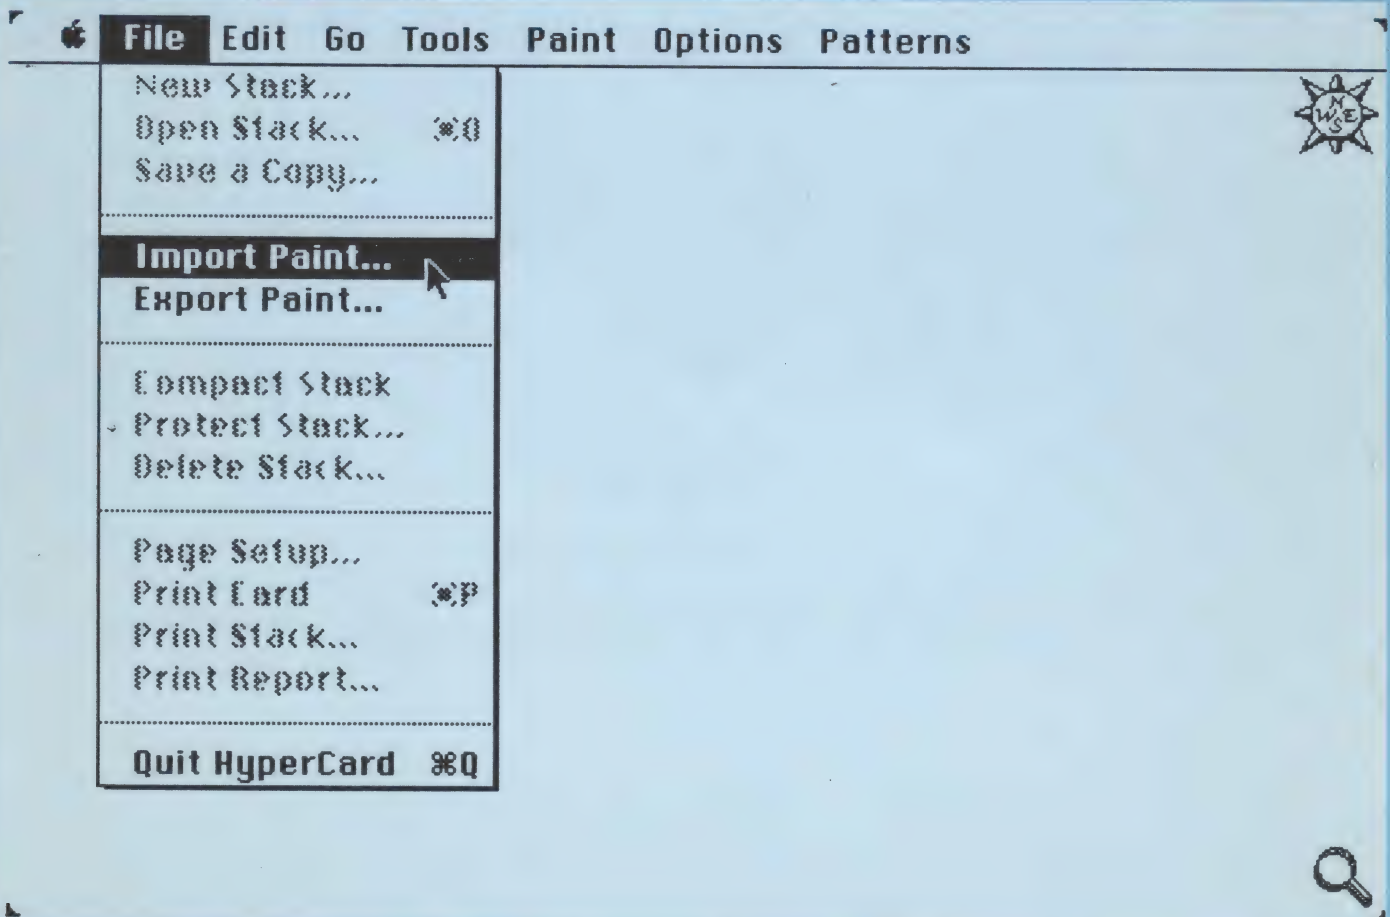 File Edit Go Tools Paint Options Patterns
New Stack...
Open Stack... ⌘O
Save a Copy...
Import Paint...
Export Paint...
Compact Stack
Protect Stack...
Delete Stack...
Page Setup...
Print Card ⌘P
Print Stack...
Print Report...
Quit HyperCard ⌘Q
N
W E
S